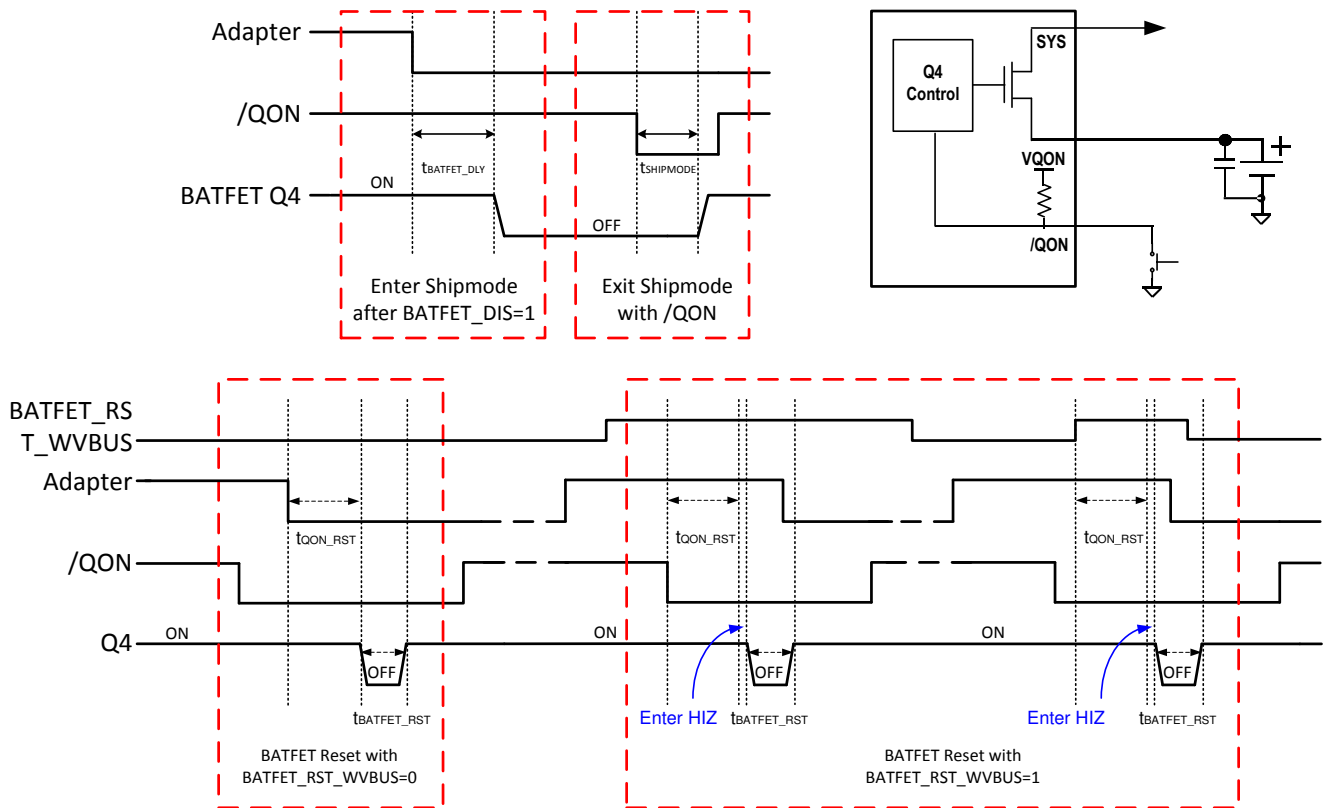 Adapter
/QON
tBATFET_DLY
tSHIPMODE
ON
BATFET Q4
OFF
Enter Shipmode
after BATFET_DIS=1
Exit Shipmode
with /QON
SYS
Q4
Control
VQON
+
/QON
BATFET_RS
T_WVBUS
Adapter
tQON_RST
tQON_RST
tQON_RST
/QON
Q4
ON
ON
ON
OFF
OFF
OFF
tBATFET_RST
Enter HIZ
tBATFET_RST
Enter HIZ
tBATFET_RST
BATFET Reset with
BATFET_RST_WVBUS=0
BATFET Reset with
BATFET_RST_WVBUS=1